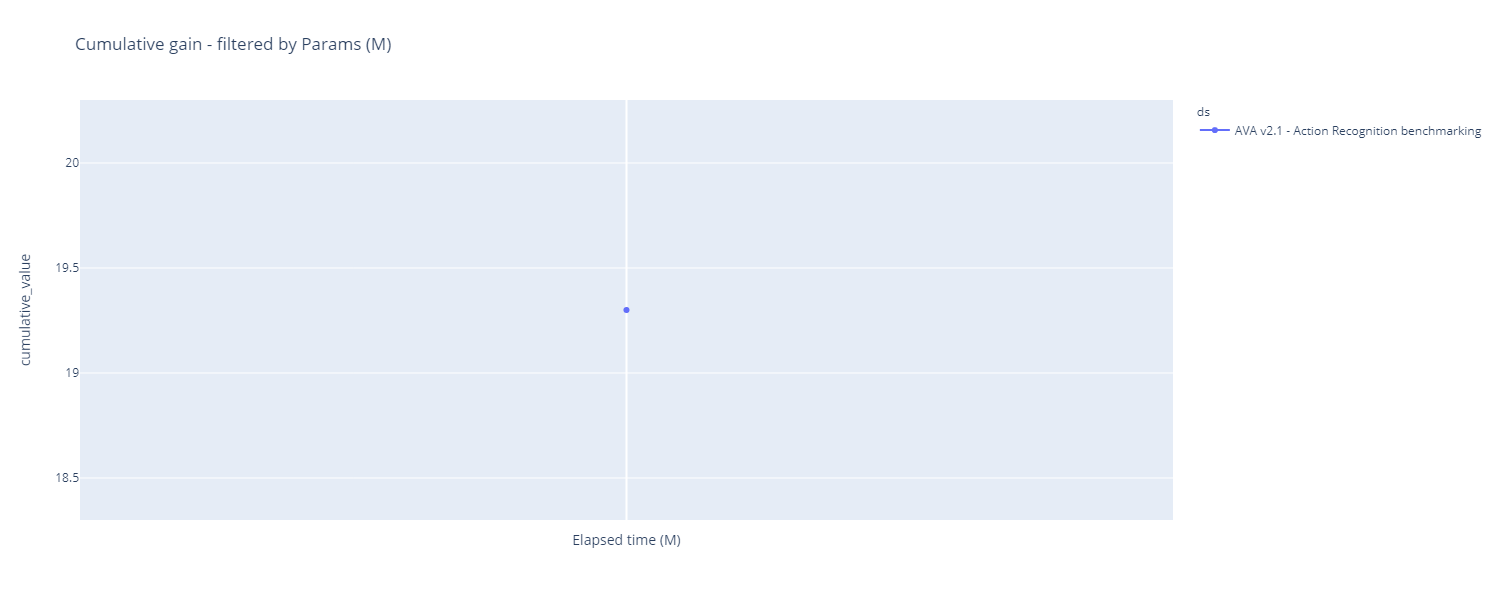 Cumulative gain - filtered by Params (M)
ds
AVA v2.1 - Action Recognition benchmarking
20
19.5
19
18.5
cumulative_value
Elapsed time (M)